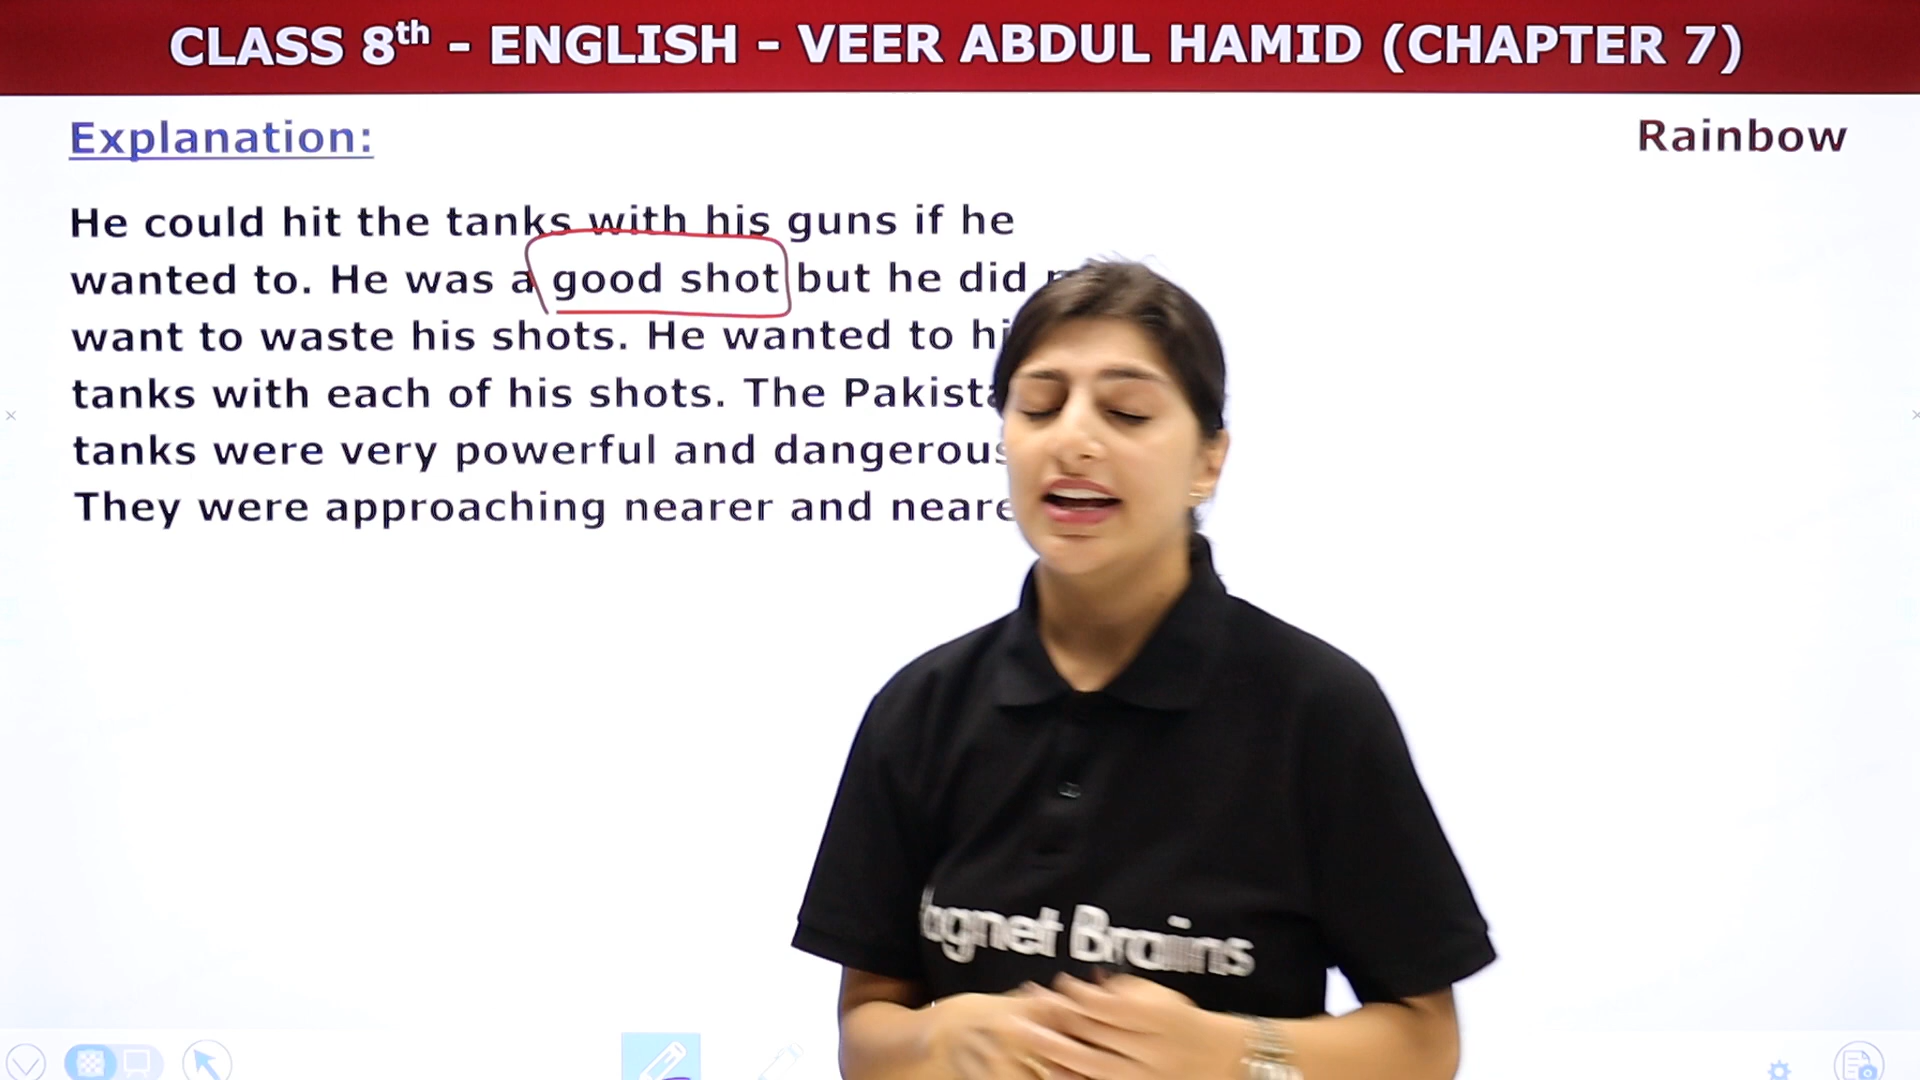 CLASS 8th - ENGLISH - VEER ABDUL HAMID (CHAPTER 7)
Explanation:
Rainbow
He could hit the tanks with his guns if he
wanted to. He was a good shot but he did
want to waste his shots. He wanted to
tanks with each of his shots. The
tanks were very powerful and dangerous
They were approaching nearer and
Brains